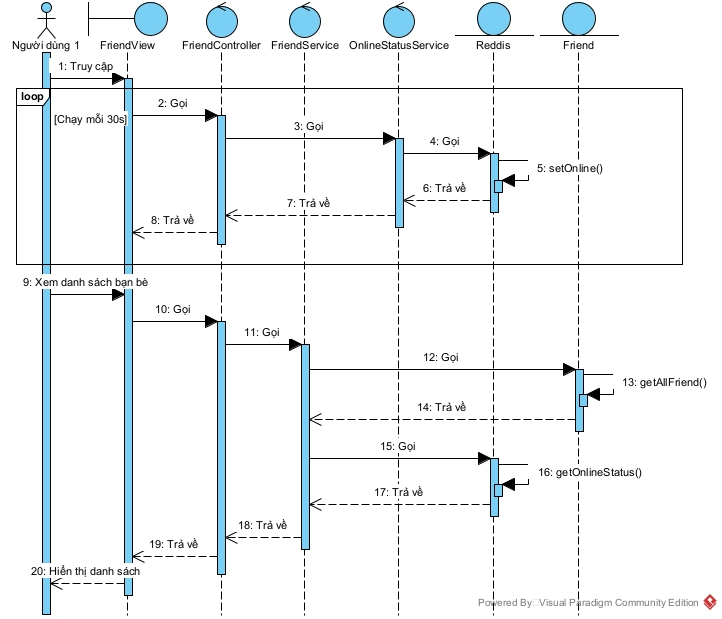 Người dùng 1
FriendView
FriendController
FriendService
OnlineStatusService
Reddis
Friend
1: Truy cập
loop
[Chạy mỗi 30s]
2: Gọi
3: Gọi
4: Gọi
5: setOnline()
6: Trả về
7: Trả về
8: Trả về
9: Xem danh sách bạn bè
10: Gọi
11: Gọi
12: Gọi
13: getAllFriend()
14: Trả về
15: Gọi
16: getOnlineStatus()
17: Trả về
18: Trả về
19: Trả về
20: Hiển thị danh sách
Powered By Visual Paradigm Community Edition